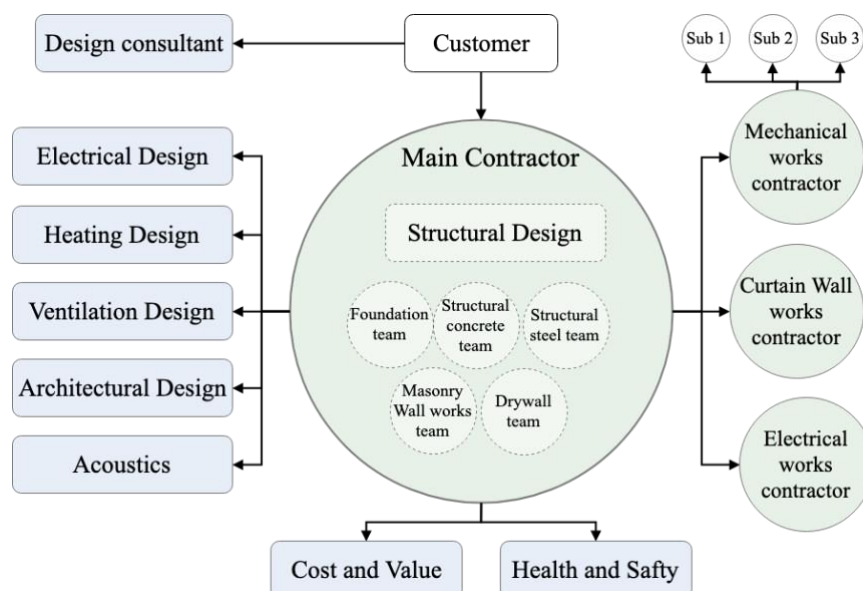 Design consultant
Customer
Sub 1
Sub 2
Sub 3
Electrical Design
Heating Design
Ventilation Design
Architectural Design
Acoustics
Main Contractor
Structural Design
Foundation
team
Structural
concrete
team
Structural
steel team
Masonry
Wall works
team
Drywall
team
Mechanical
works
contractor
Curtain Wall
works
contractor
Electrical
works
contractor
Cost and Value
Health and Safty